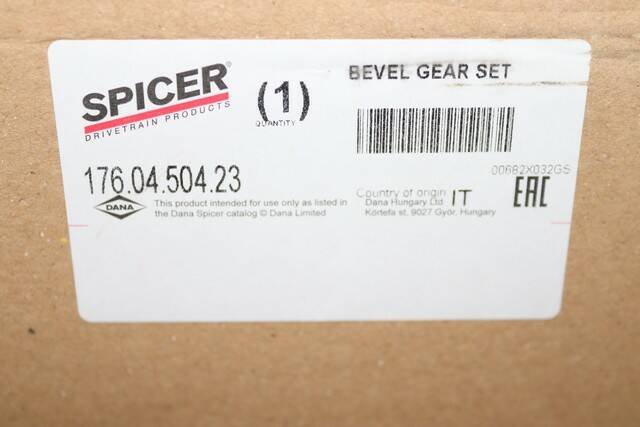 SPICER®
DRIVETRAIN PRODUCTS
(1)
QUANTITY
BEVEL GEAR SET
176.04.504.23
00682X032GS
DANA
This product intended for use only as listed in
the Dana Spicer catalog © Dana Limited
Country of origin IT
Dana Hungary Ltd
Körtefa st, 9027 Győr, Hungary
EAC